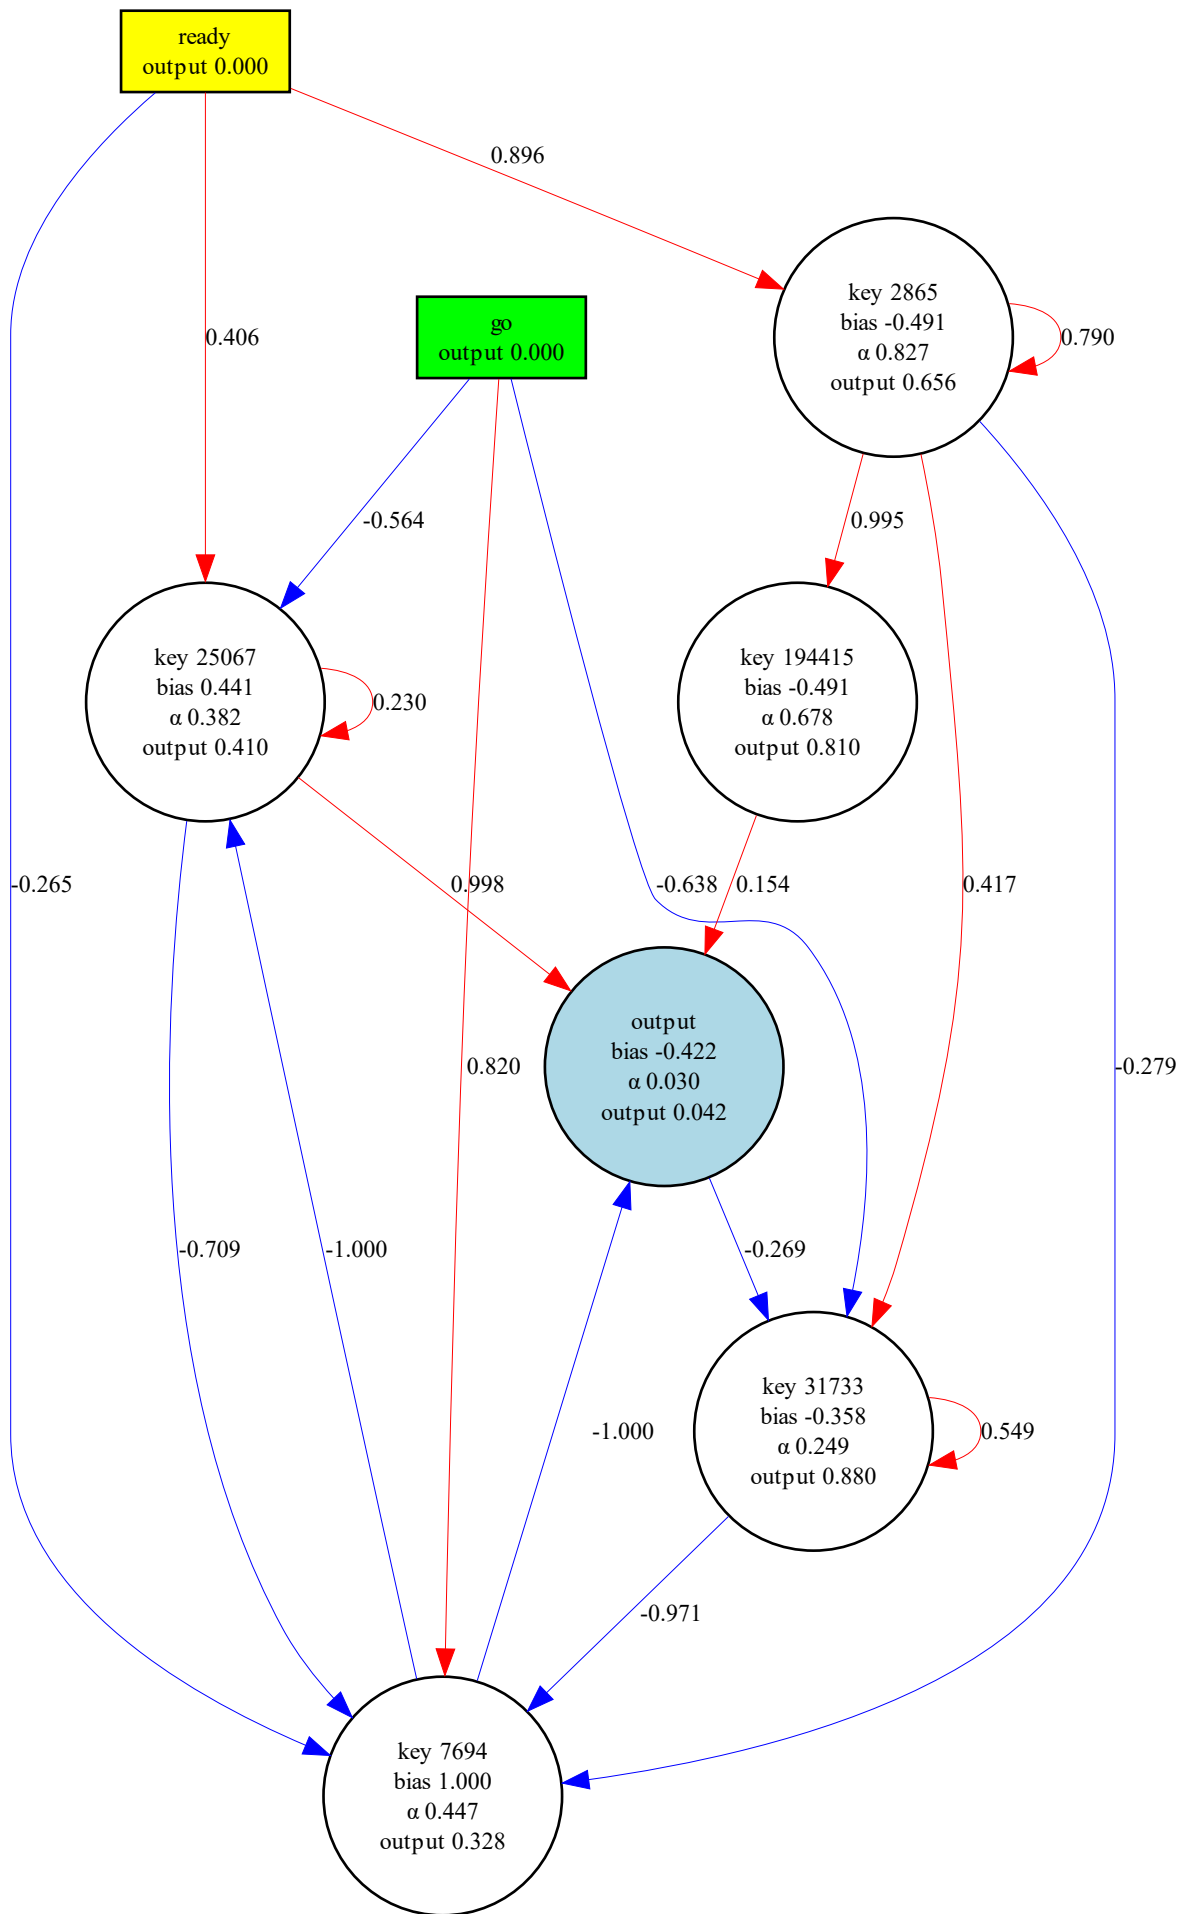 ready
output 0.000
0.896
key 2865
bias -0.491
α 0.827
output 0.656
0.790
go
output 0.000
0.406
-0.564
0.995
key 25067
bias 0.441
α 0.382
output 0.410
0.230
key 194415
bias -0.491
α 0.678
output 0.810
-0.265
0.998
-0.638
0.154
0.417
output
bias -0.422
α 0.030
output 0.042
0.820
-0.279
-0.709
-1.000
-0.269
-1.000
key 31733
bias -0.358
α 0.249
output 0.880
0.549
-0.971
key 7694
bias 1.000
α 0.447
output 0.328